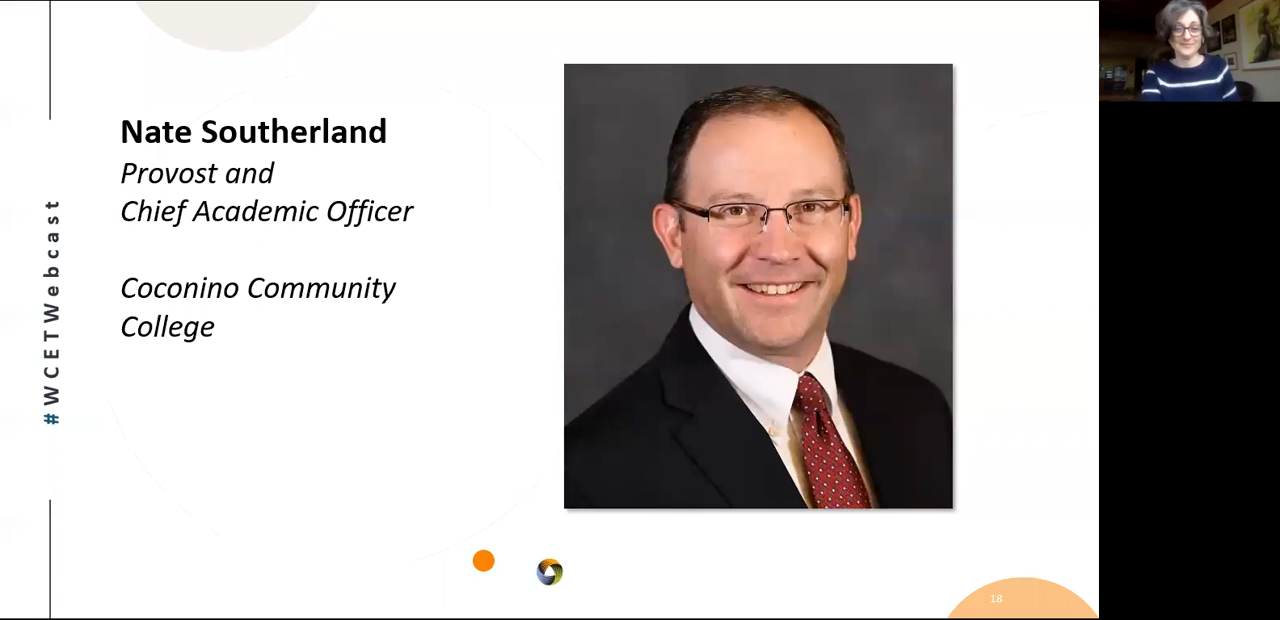 Nate Southerland
Provost and
Chief Academic Officer
Coconino Community
College
#WCETWebcast
18